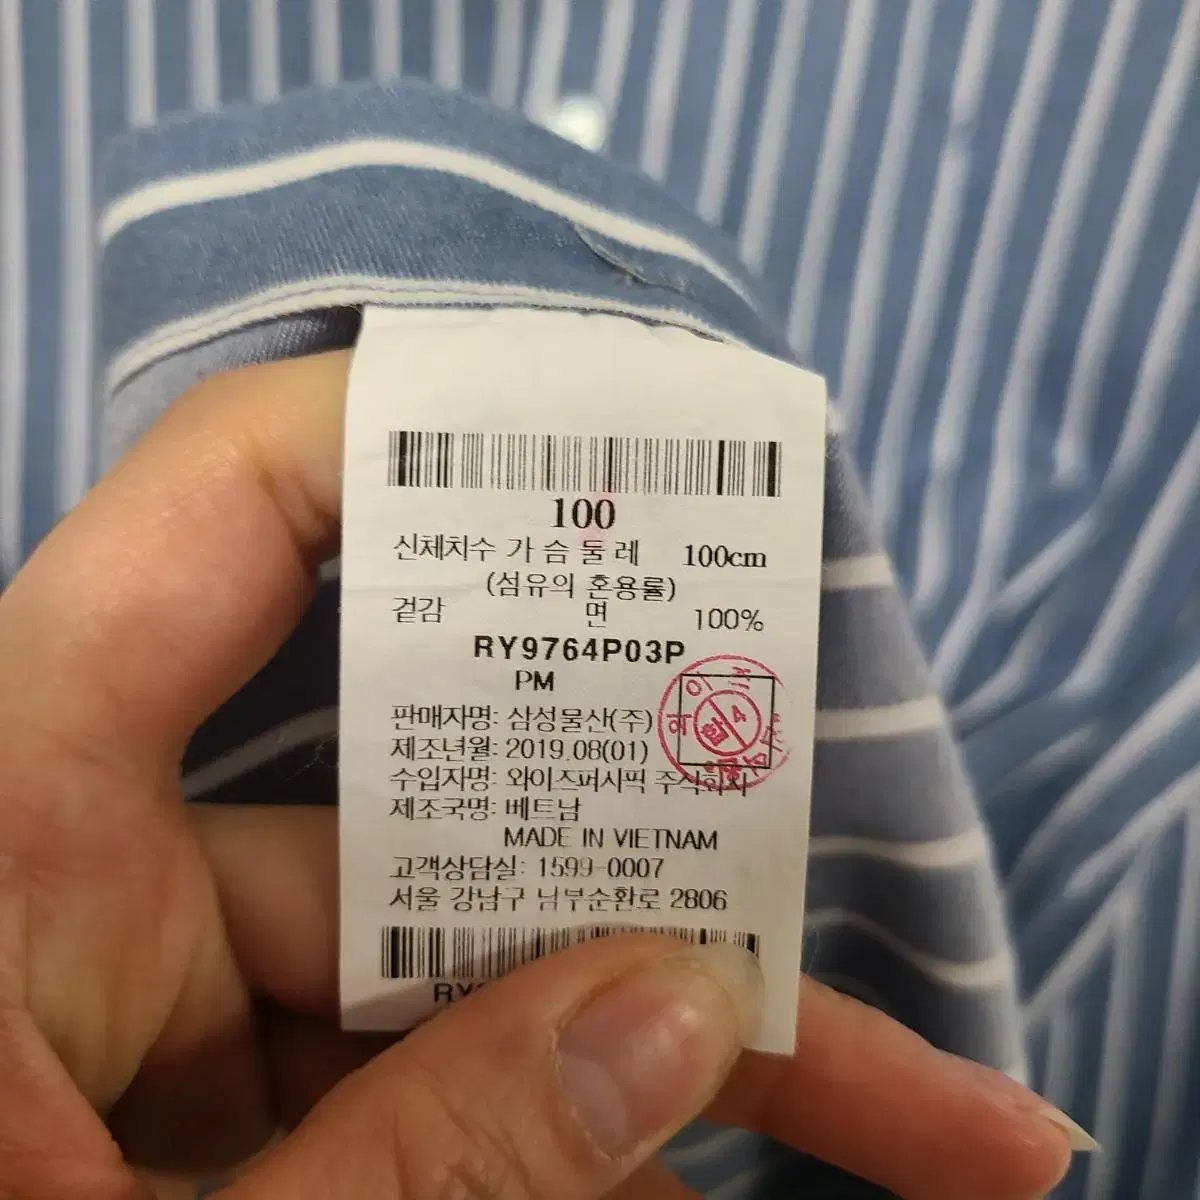 100
신체치수 가 슴 둘 레 100cm
(섬유의 혼용률)
겉감 면 100%
RY9764P03P
PM
판매자명: 삼성물산(주)
제조년월: 2019.08(01)
수입자명: 와이즈퍼시픽 주식회사
제조국명: 베트남
MADE IN VIETNAM
고객상담실: 1599-0007
서울 강남구 남부순환로 2806
합 4